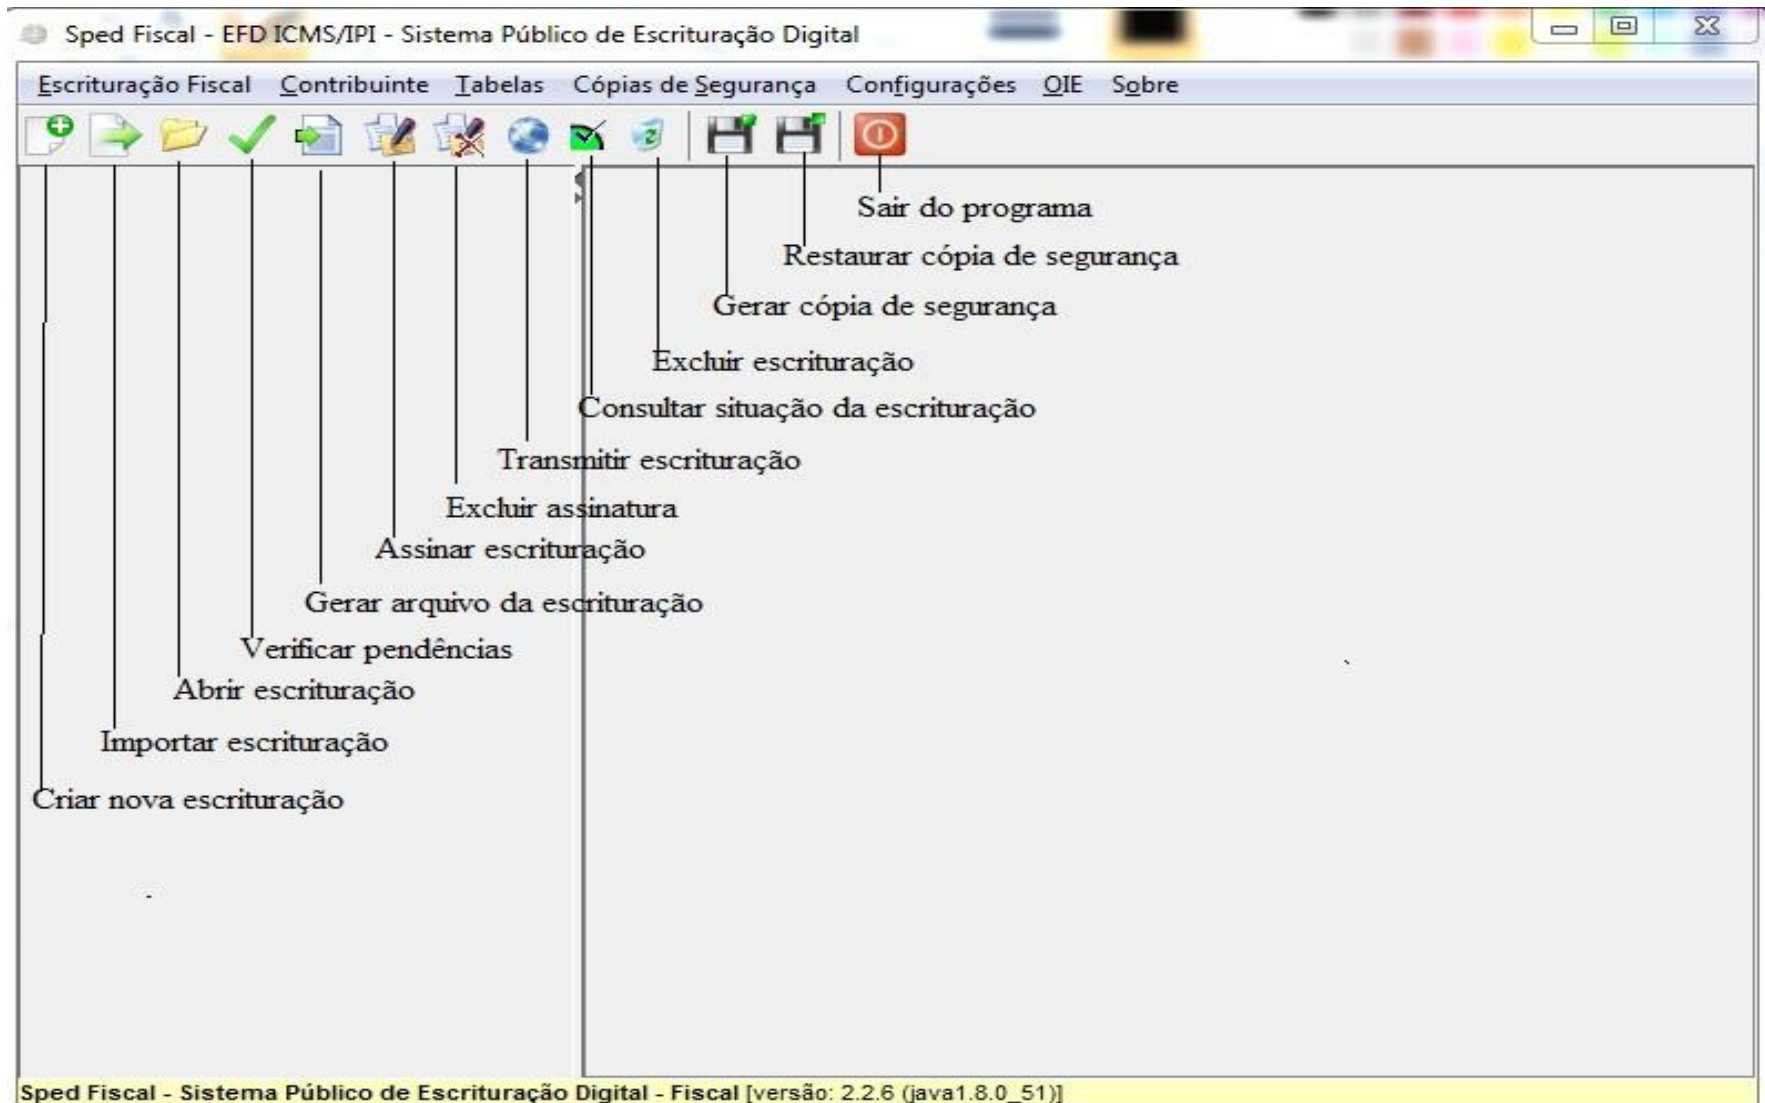 Sped Fiscal - EFD ICMS/IPI - Sistema Público de Escrituração Digital
Escrituração Fiscal Contribuinte Tabelas Cópias de Segurança Configurações OIE Sobre
Sair do programa
Restaurar cópia de segurança
Gerar cópia de segurança
Excluir escrituração
Consultar situação da escrituração
Transmitir escrituração
Excluir assinatura
Assinar escrituração
Gerar arquivo da escrituração
Verificar pendências
Abrir escrituração
Importar escrituração
Criar nova escrituração
Sped Fiscal - Sistema Público de Escrituração Digital - Fiscal [versão: 2.2.6 (java1.8.0_51)]